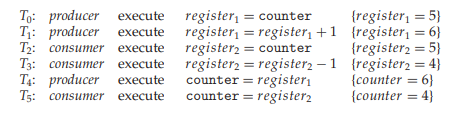 T₀: producer execute register₁ = counter {register₁ = 5}
T₁: producer execute register₁ = register₁ + 1 {register₁ = 6}
T₂: consumer execute register₂ = counter {register₂ = 5}
T₃: consumer execute register₂ = register₂ − 1 {register₂ = 4}
T₄: producer execute counter = register₁ {counter = 6}
T₅: consumer execute counter = register₂ {counter = 4}